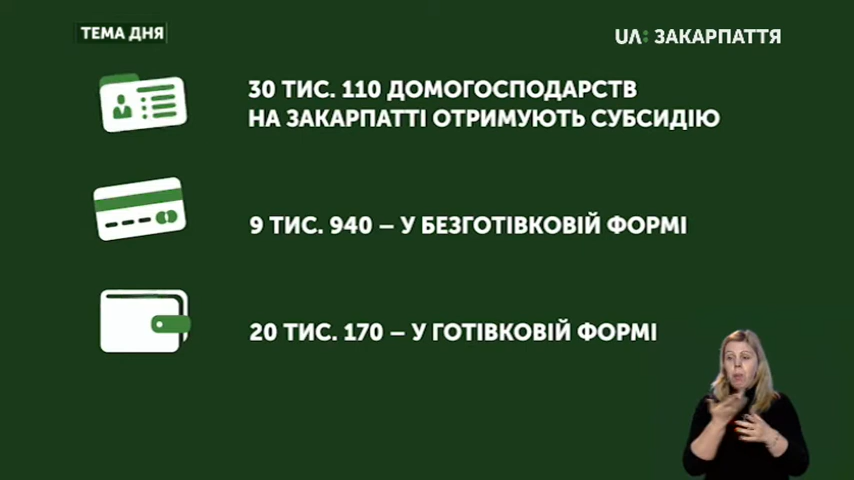 ТЕМА ДНЯ
UA: ЗАКАРПАТТЯ
30 ТИС. 110 ДОМОГОСПОДАРСТВ
НА ЗАКАРПАТТІ ОТРИМУЮТЬ СУБСИДІЮ
9 ТИС. 940 – У БЕЗГОТІВКОВІЙ ФОРМІ
20 ТИС. 170 – У ГОТІВКОВІЙ ФОРМІ